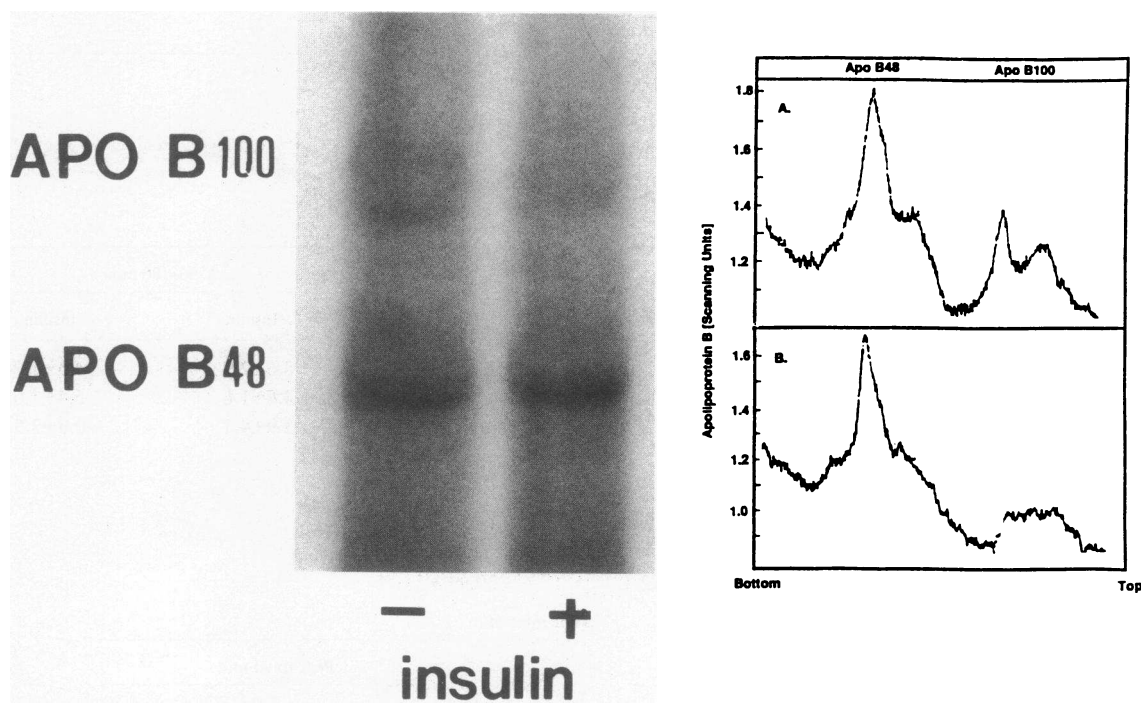 APO B100
APO B48
− +
insulin
Apo B48 Apo B100
A.
1.8
1.6
1.4
1.2
B.
1.6
1.4
1.2
1.0
Apolipoprotein B [Scanning Units]
Bottom Top